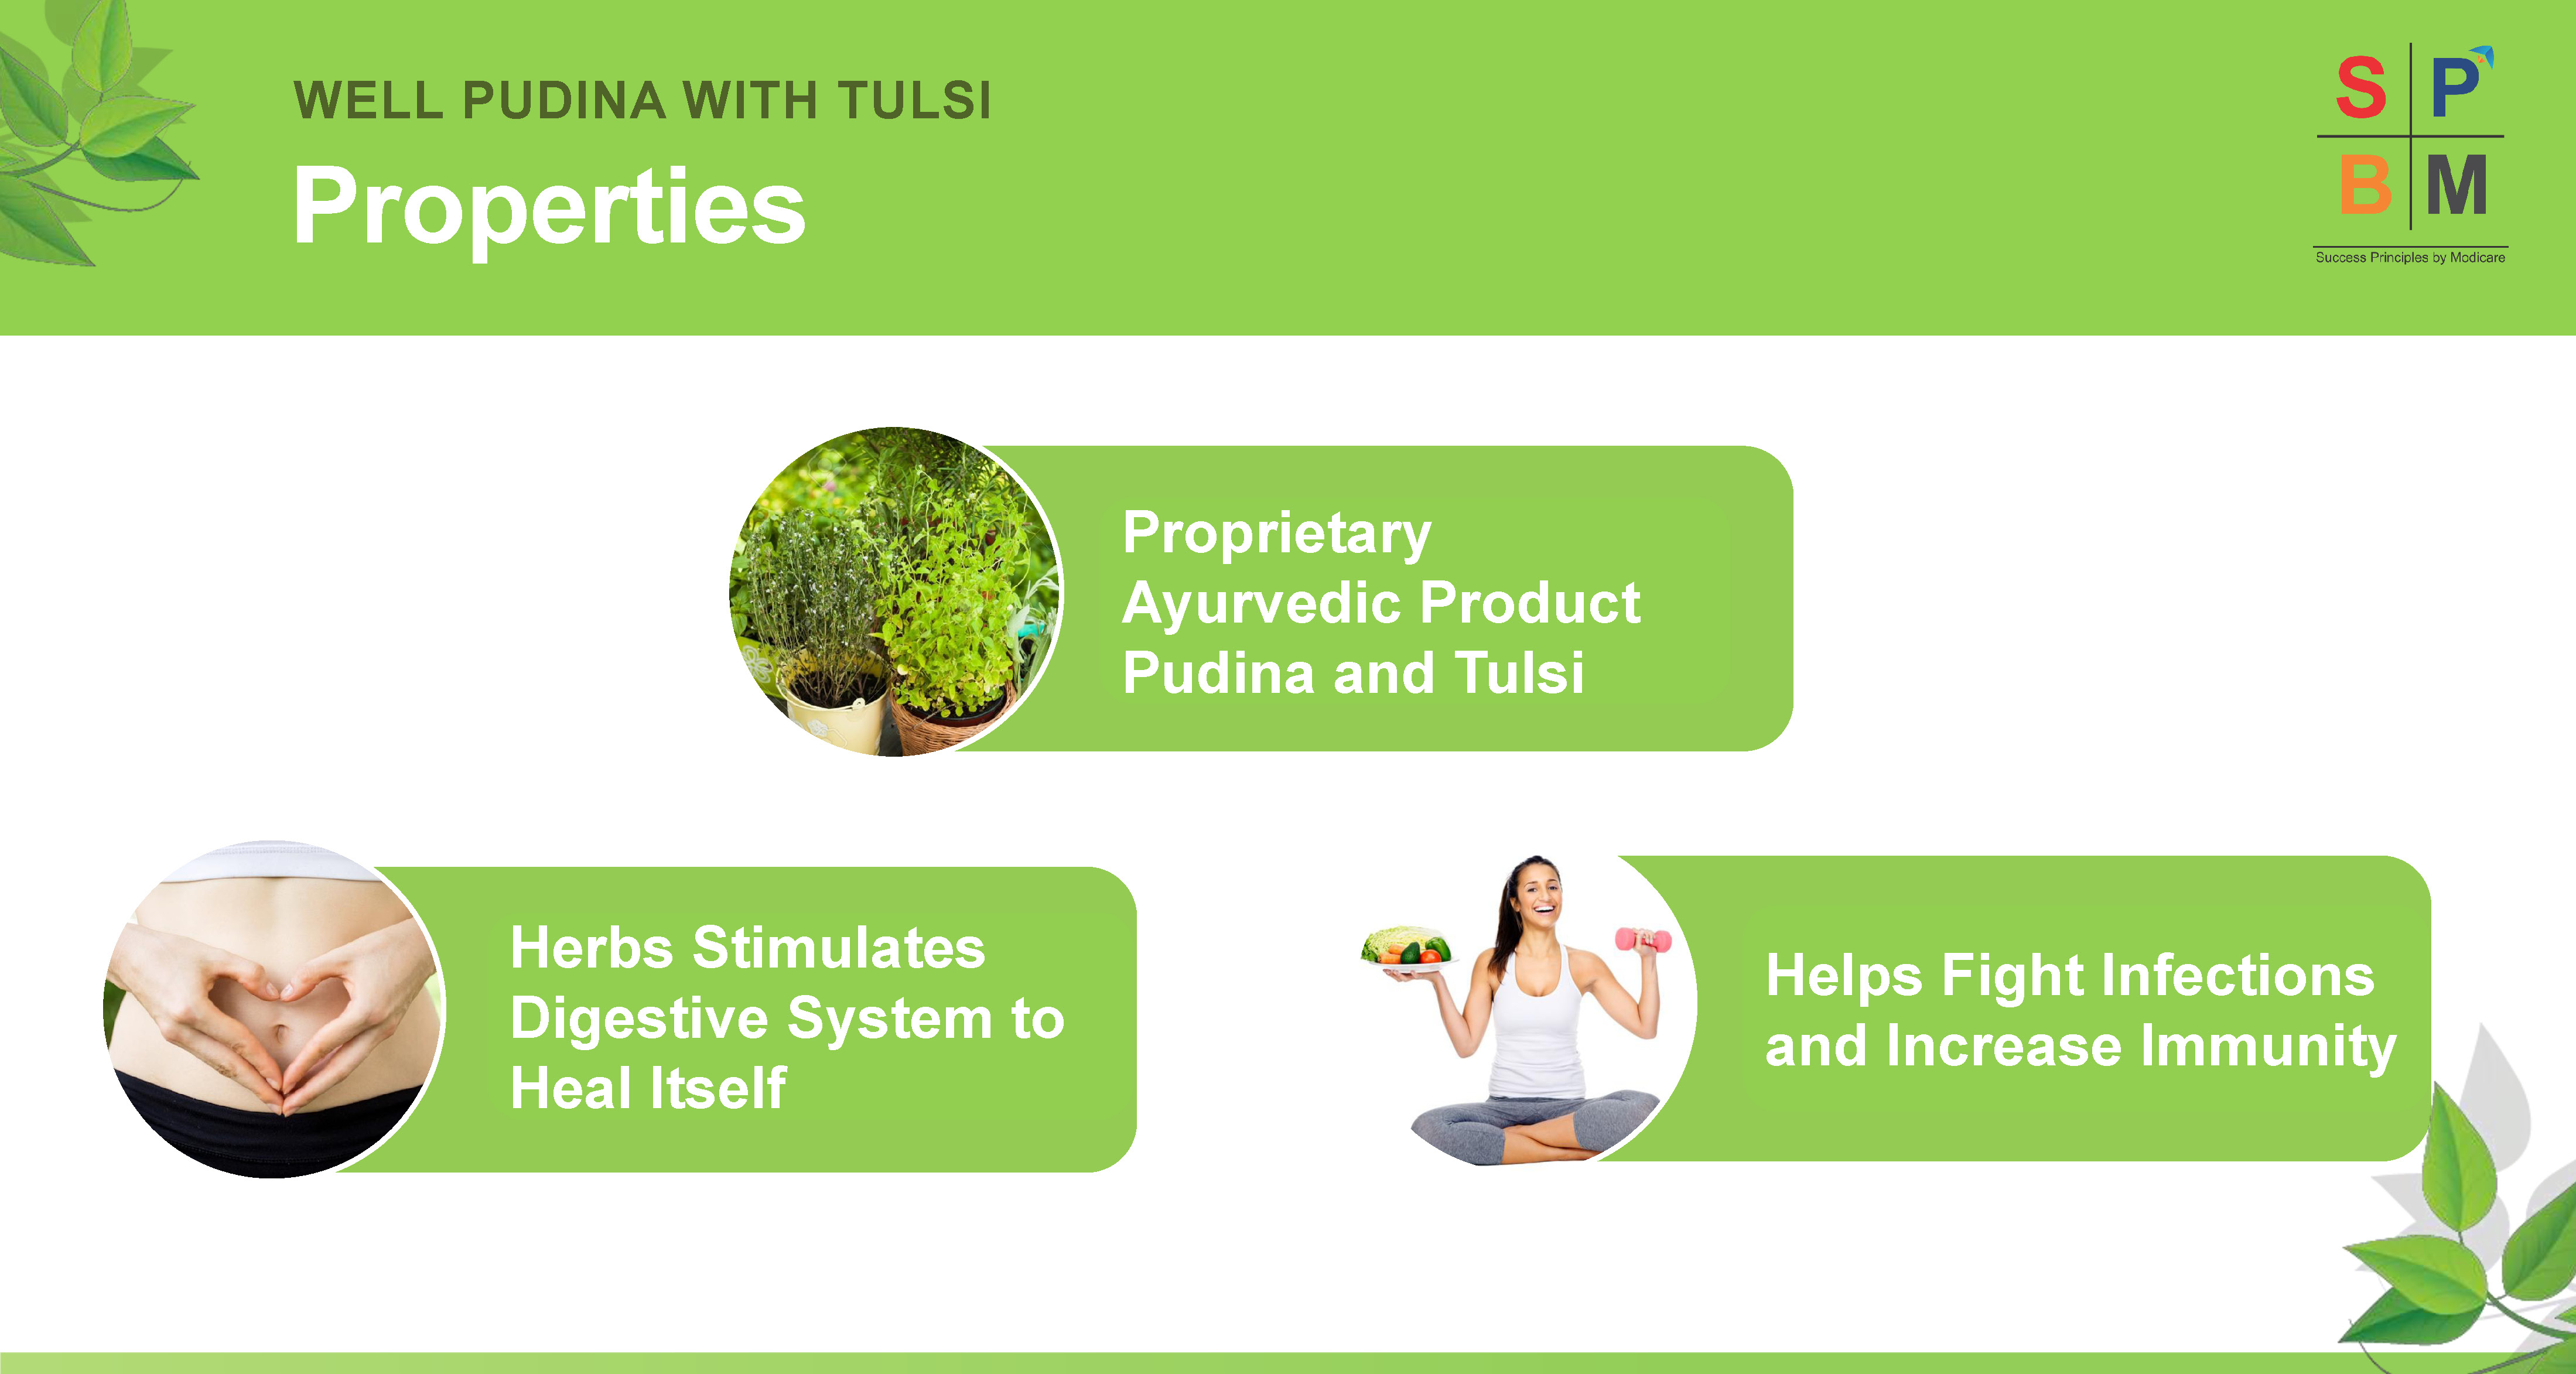 WELL PUDINA WITH TULSI
Properties
S P
B M
Success Principles by Modicare
Proprietary
Ayurvedic Product
Pudina and Tulsi
Herbs Stimulates
Digestive System to
Heal Itself
Helps Fight Infections
and Increase Immunity